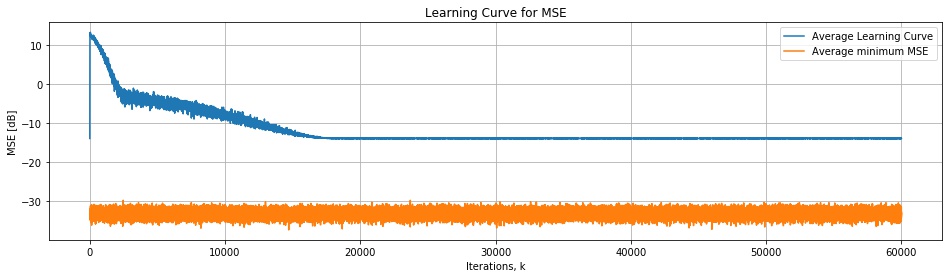 Learning Curve for MSE
Average Learning Curve
Average minimum MSE
MSE [dB]
10
0
−10
−20
−30
0
10000
20000
30000
40000
50000
60000
Iterations, k